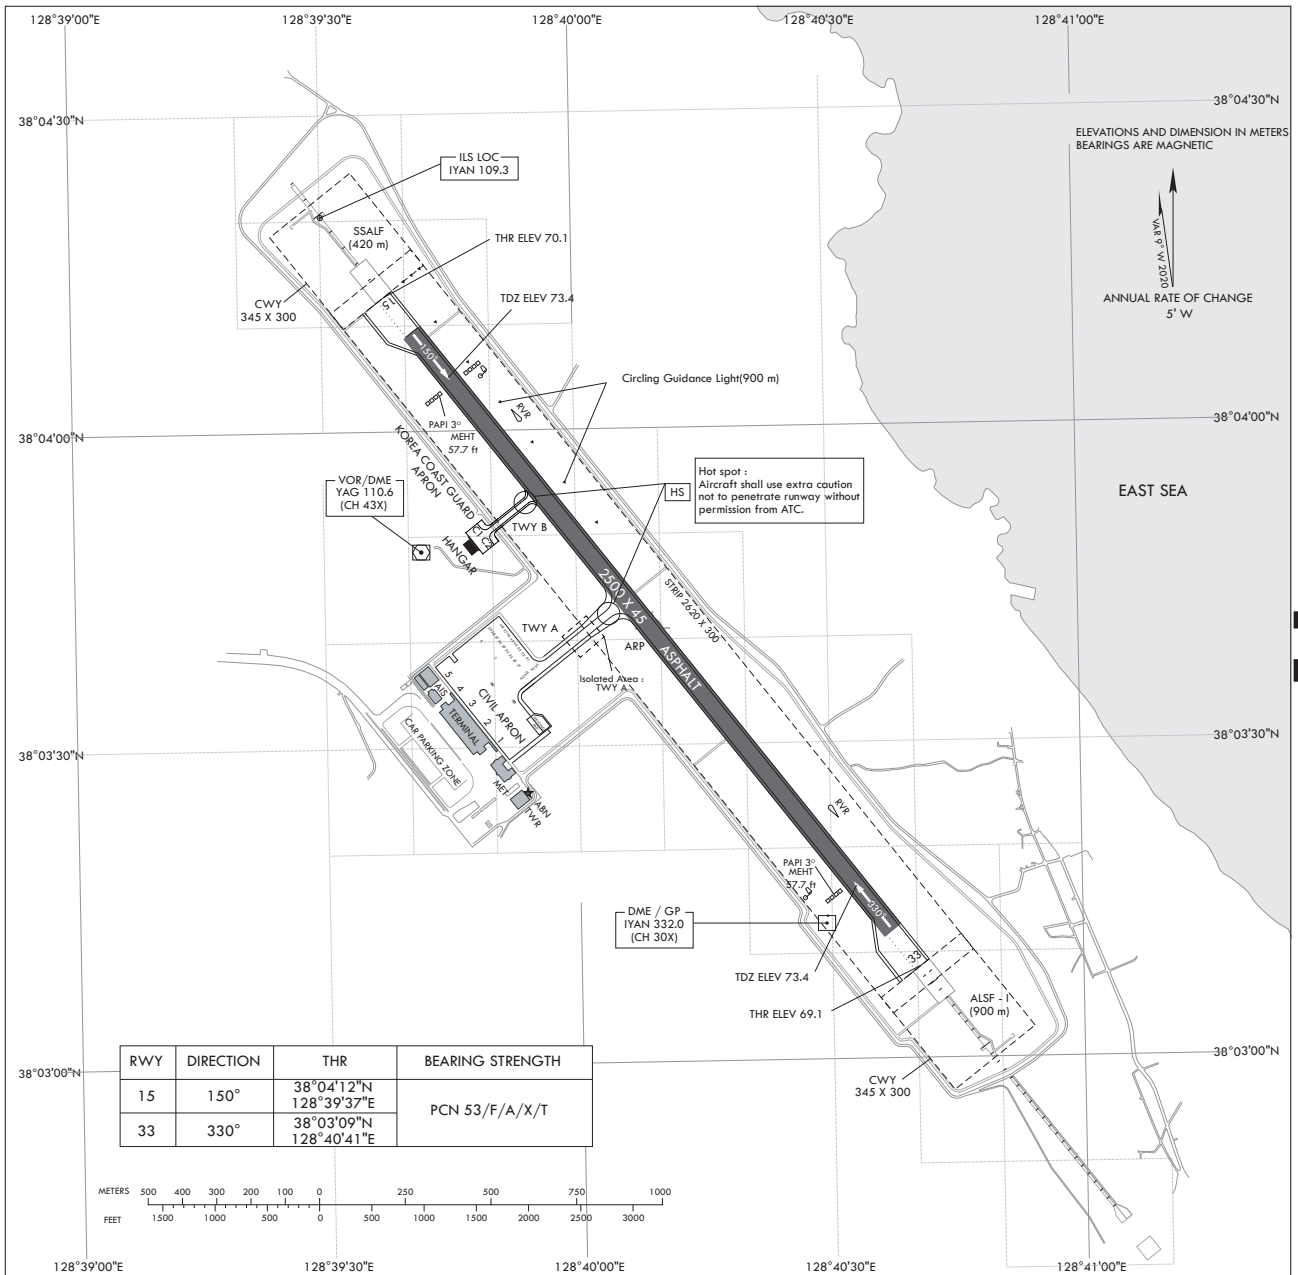 128°39'00"E
128°39'30"E
128°40'00"E
128°40'30"E
128°41'00"E
38°04'30"N
38°04'30"N
ELEVATIONS AND DIMENSION IN METERS
BEARINGS ARE MAGNETIC
VAR 9° W 2020
ANNUAL RATE OF CHANGE
5' W
ILS LOC
IYAN 109.3
SSALF
(420 m)
THR ELEV 70.1
CWY
345 X 300
15
TDZ ELEV 73.4
150°
Circling Guidance Light(900 m)
RVR
PAPI 3°
MEHT
57.7 ft
38°04'00"N
38°04'00"N
KOREA COAST GUARD
APRON
VOR/DME
YAG 110.6
(CH 43X)
HS
Hot spot :
Aircraft shall use extra caution
not to penetrate runway without
permission from ATC.
EAST SEA
C1 C2
TWY B
HANGAR
2500 X 45
ASPHALT
STRIP 2620 X 300
TWY A
ARP
Isolated Area :
TWY A
AIS
5
4
3
2
1
CIVIL APRON
TERMINAL
CAR PARKING ZONE
MET
ABN
TWR
38°03'30"N
38°03'30"N
RVR
PAPI 3°
MEHT
57.7 ft
330°
DME / GP
IYAN 332.0
(CH 30X)
33
TDZ ELEV 73.4
THR ELEV 69.1
ALSF - I
(900 m)
CWY
345 X 300
38°03'00"N
38°03'00"N
RWY DIRECTION THR BEARING STRENGTH
15 150° 38°04'12"N
128°39'37"E
PCN 53/F/A/X/T
33 330° 38°03'09"N
128°40'41"E
METERS 500 400 300 200 100 0 250 500 750 1000
FEET 1500 1000 500 0 500 1000 1500 2000 2500 3000
128°39'00"E
128°39'30"E
128°40'00"E
128°40'30"E
128°41'00"E